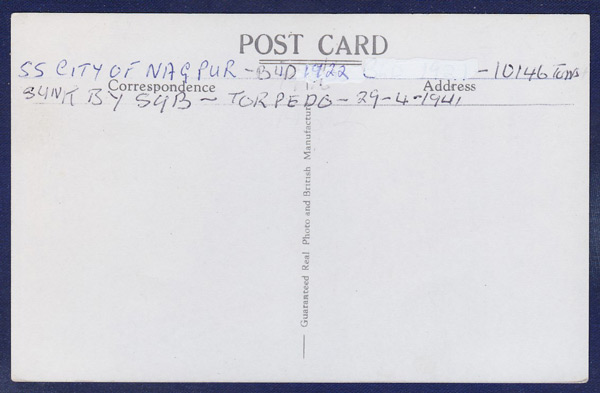 POST CARD
SS CITY OF NAGPUR - BLD 1922 - 10146 TONS
Correspondence
Address
SUNK BY SUB - TORPEDO - 29-4-1941
Guaranteed Real Photo and British Manufacture